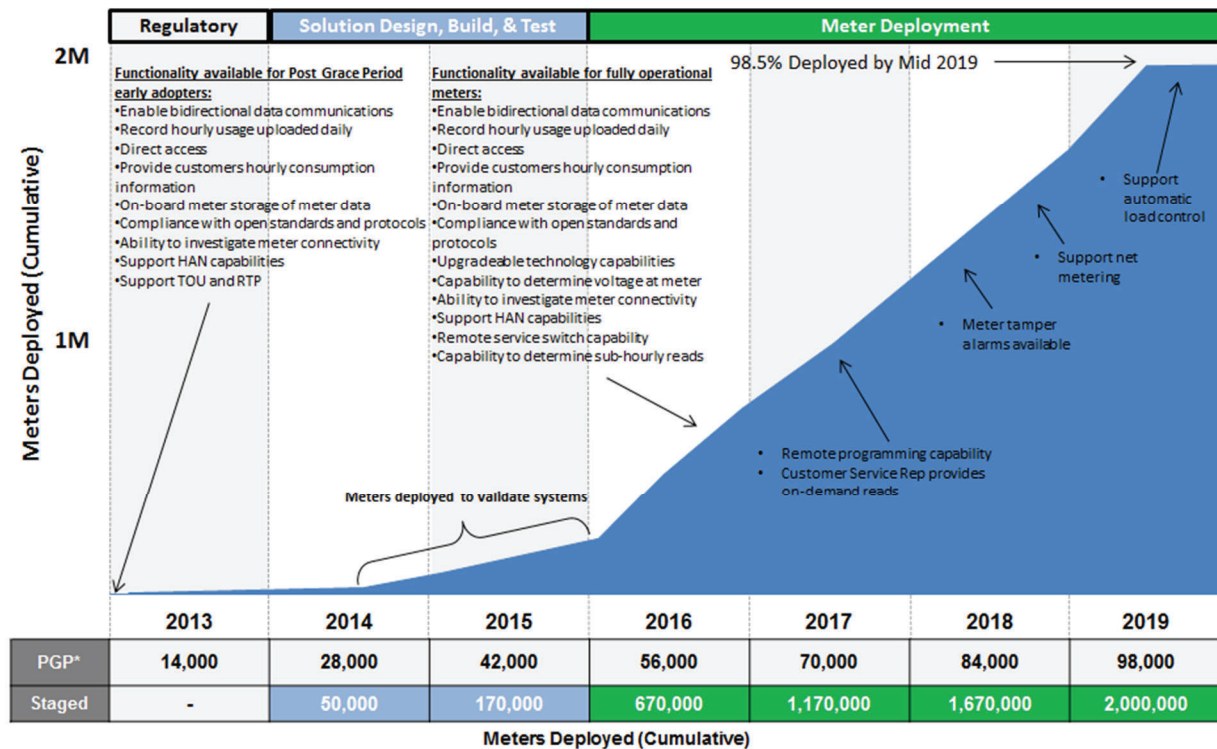 Regulatory
Solution Design, Build, & Test
Meter Deployment
2M
1M
Meters Deployed (Cumulative)
98.5% Deployed by Mid 2019
Functionality available for Post Grace Period
early adopters:
•Enable bidirectional data communications
•Record hourly usage uploaded daily
•Direct access
•Provide customers hourly consumption
information
•On-board meter storage of meter data
•Compliance with open standards and protocols
•Ability to investigate meter connectivity
•Support HAN capabilities
•Support TOU and RTP
Functionality available for fully operational
meters:
•Enable bidirectional data communications
•Record hourly usage uploaded daily
•Direct access
•Provide customers hourly consumption
information
•On-board meter storage of meter data
•Compliance with open standards and
protocols
•Upgradeable technology capabilities
•Capability to determine voltage at meter
•Ability to investigate meter connectivity
•Support HAN capabilities
•Remote service switch capability
•Capability to determine sub-hourly reads
Meters deployed to validate systems
• Remote programming capability
• Customer Service Rep provides
on-demand reads
• Meter tamper
alarms available
• Support net
metering
• Support
automatic
load control
2013 2014 2015 2016 2017 2018 2019
PGP* 14,000 28,000 42,000 56,000 70,000 84,000 98,000
Staged - 50,000 170,000 670,000 1,170,000 1,670,000 2,000,000
Meters Deployed (Cumulative)